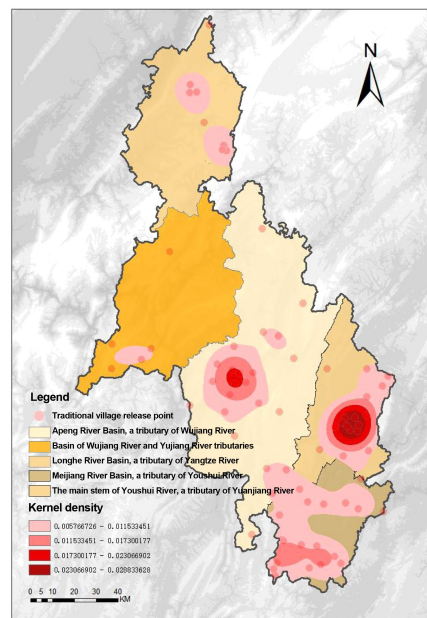 N
Legend
Traditional village release point
Apeng River Basin, a tributary of Wujiang River
Basin of Wujiang River and Yujiang River tributaries
Longhe River Basin, a tributary of Yangtze River
Meijiang River Basin, a tributary of Youshui River
The main stem of Youshui River, a tributary of Yuanjiang River
Kernel density
0.005766726 - 0.011533451
0.011533451 - 0.017300177
0.017300177 - 0.023066902
0.023066902 - 0.028833628
0 5 10 20 30 40
KM